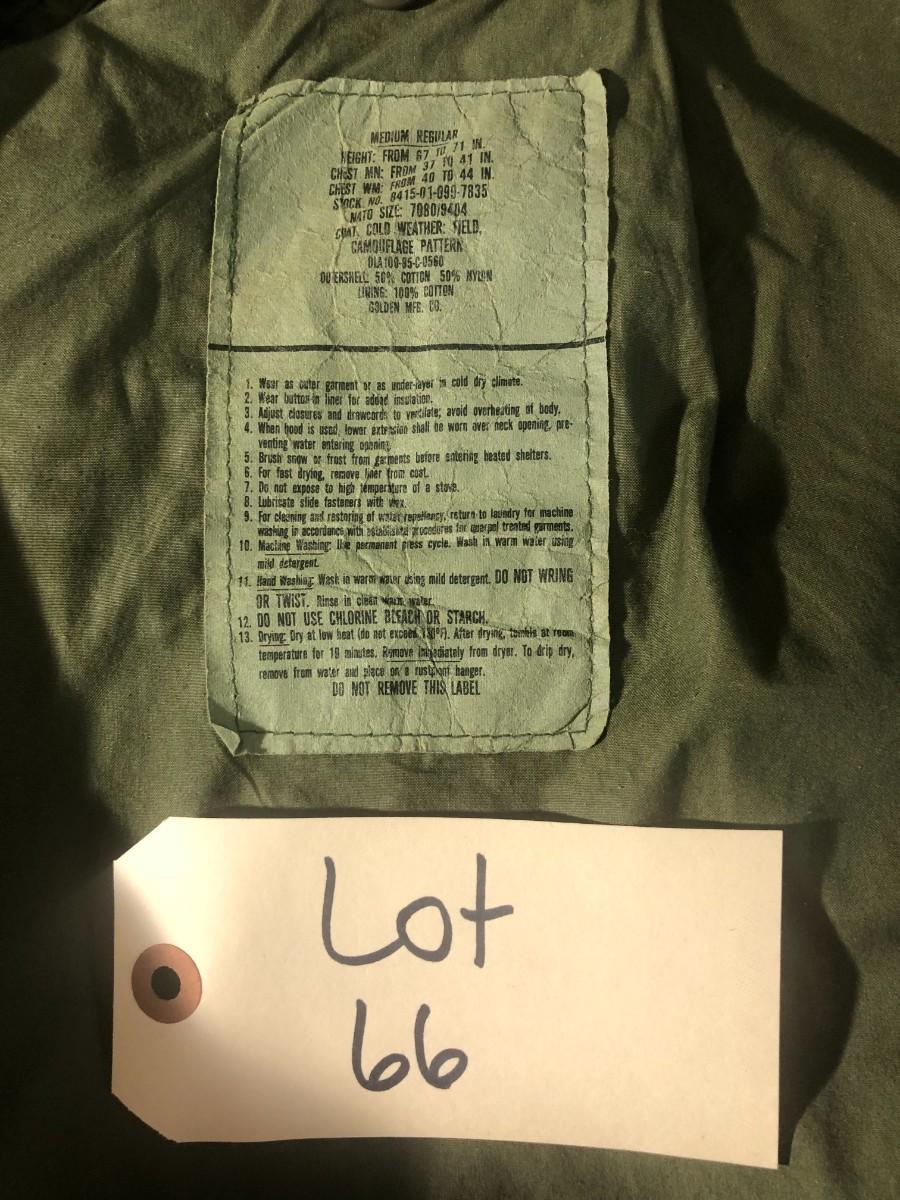 MEDIUM REGULAR
HEIGHT: FROM 67 TO 71 IN.
CHEST MN: FROM 37 TO 41 IN.
CHEST WM: FROM 40 TO 44 IN.
STOCK NO. 8415-01-099-7835
NATO SIZE: 7080/9404
COAT, COLD WEATHER: FIELD,
CAMOUFLAGE PATTERN
DLA100-85-C-0560
OUTERSHELL: 50% COTTON 50% NYLON
LINING: 100% COTTON
GOLDEN MFG. CO.
1. Wear as outer garment or as under-layer in cold dry climate.
2. Wear button-in liner for added insulation.
3. Adjust closures and drawcords to ventilate; avoid overheating of body.
4. When hood is used, lower extension shall be worn over neck opening, pre-
venting water entering opening.
5. Brush snow or frost from garments before entering heated shelters.
6. For fast drying, remove liner from coat.
7. Do not expose to high temperature of a stove.
8. Lubricate slide fasteners with wax.
9. For cleaning and restoring of water repellency, return to laundry for machine
washing in accordance with established procedures for quarpel treated garments.
10. Machine Washing: Use permanent press cycle. Wash in warm water using
mild detergent.
11. Hand Washing: Wash in warm water using mild detergent. DO NOT WRING
OR TWIST. Rinse in clean warm water.
12. DO NOT USE CHLORINE BLEACH OR STARCH.
13. Drying: Dry at low heat (do not exceed 130°F). After drying, tumble at room
temperature for 10 minutes. Remove immediately from dryer. To drip dry,
remove from water and place on a rustproof hanger.
DO NOT REMOVE THIS LABEL
Lot
66